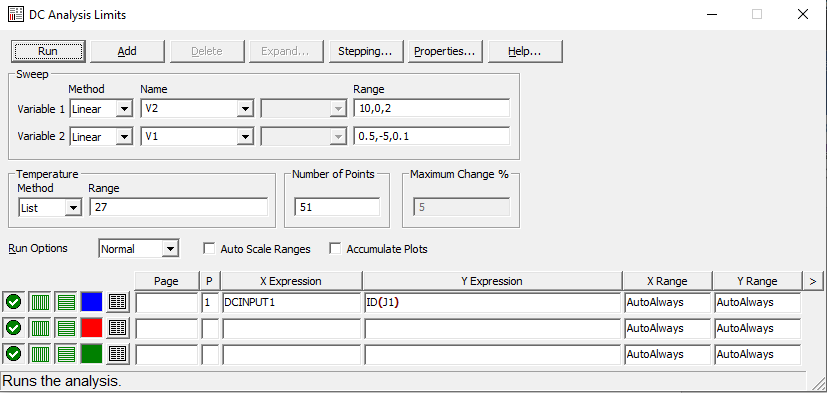 DC Analysis Limits
Run Add Delete Expand... Stepping... Properties... Help...
Sweep
Method Name Range
Variable 1 Linear V2 10,0,2
Variable 2 Linear V1 0.5,-5,0.1
Temperature Number of Points Maximum Change %
Method Range
List 27 51 5
Run Options Normal Auto Scale Ranges Accumulate Plots
Page P X Expression Y Expression X Range Y Range >
1 DCINPUT1 ID(J1) AutoAlways AutoAlways
AutoAlways AutoAlways
AutoAlways AutoAlways
Runs the analysis.